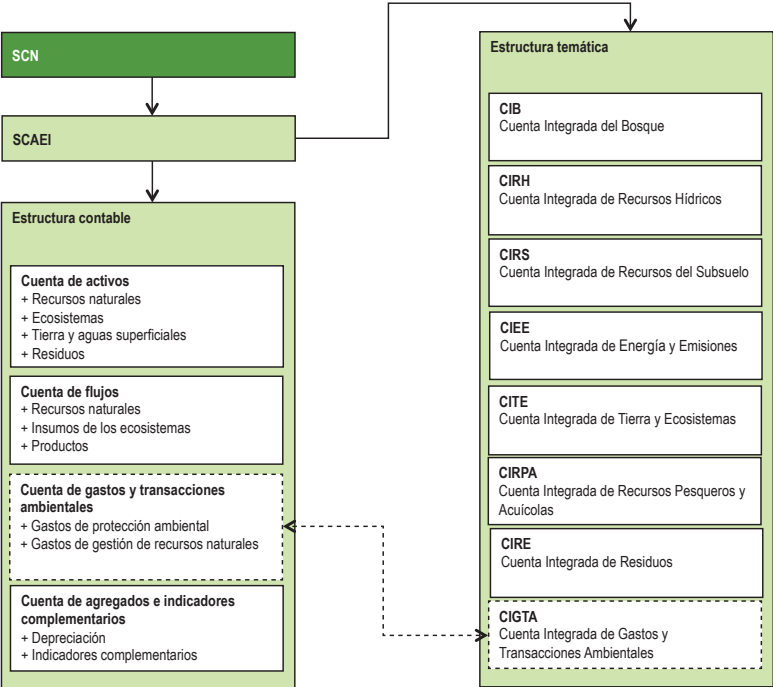 SCN
SCAEI
Estructura contable
Cuenta de activos
+ Recursos naturales
+ Ecosistemas
+ Tierra y aguas superficiales
+ Residuos
Cuenta de flujos
+ Recursos naturales
+ Insumos de los ecosistemas
+ Productos
Cuenta de gastos y transacciones
ambientales
+ Gastos de protección ambiental
+ Gastos de gestión de recursos naturales
Cuenta de agregados e indicadores
complementarios
+ Depreciación
+ Indicadores complementarios
Estructura temática
CIB
Cuenta Integrada del Bosque
CIRH
Cuenta Integrada de Recursos Hídricos
CIRS
Cuenta Integrada de Recursos del Subsuelo
CIEE
Cuenta Integrada de Energía y Emisiones
CITE
Cuenta Integrada de Tierra y Ecosistemas
CIRPA
Cuenta Integrada de Recursos Pesqueros y
Acuícolas
CIRE
Cuenta Integrada de Residuos
CIGTA
Cuenta Integrada de Gastos y
Transacciones Ambientales